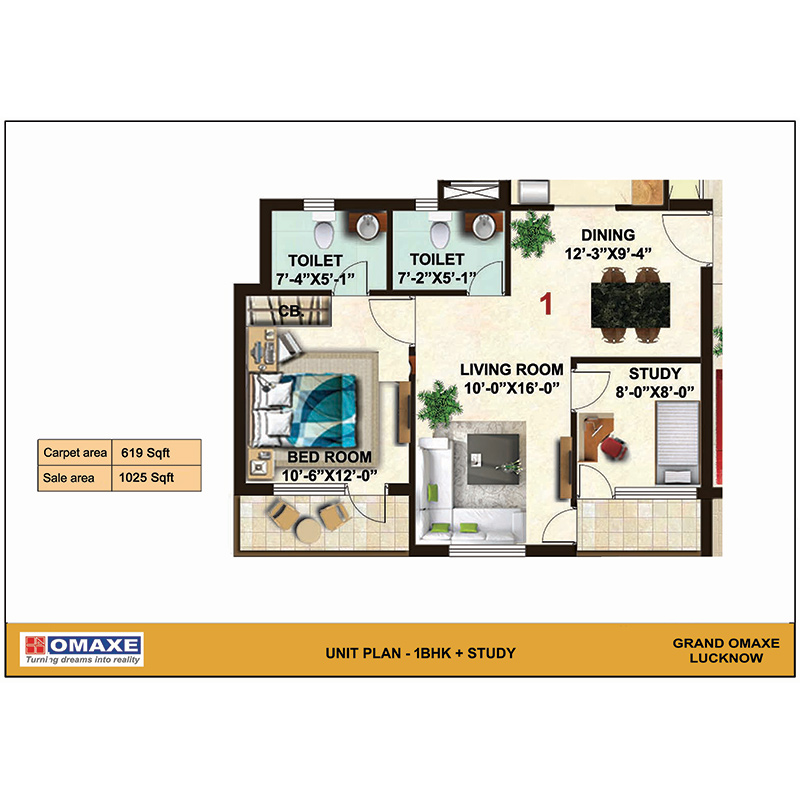 DINING
12'-3"X9'-4"
TOILET
7'-4"X5'-1"
TOILET
7'-2"X5'-1"
CB.
1
LIVING ROOM
10'-0"X16'-0"
STUDY
8'-0"X8'-0"
BED ROOM
10'-6"X12'-0"
Carpet area 619 Sqft
Sale area 1025 Sqft
OMAXE
Turning dreams into reality
UNIT PLAN - 1BHK + STUDY
GRAND OMAXE
LUCKNOW